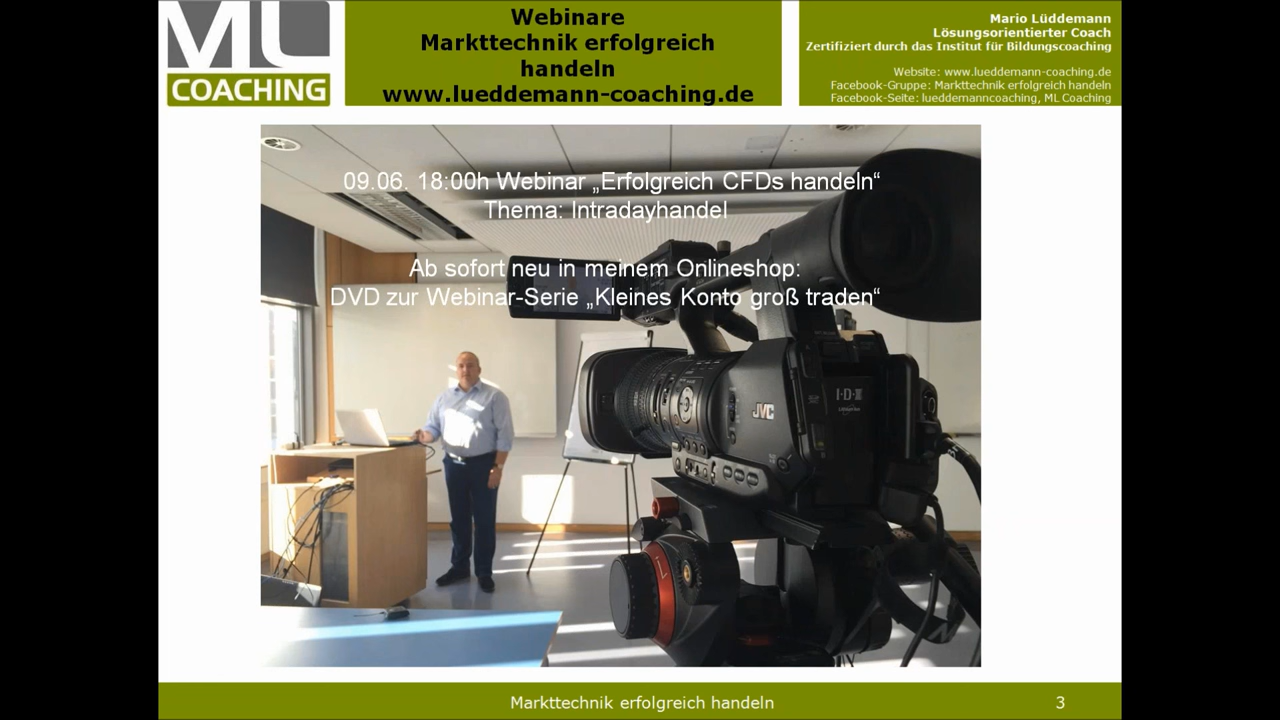 ML
COACHING
Webinare
Markttechnik erfolgreich
handeln
www.lueddemann-coaching.de
Mario Lüddemann
Lösungsorientierter Coach
Zertifiziert durch das Institut für Bildungscoaching
Website: www.lueddemann-coaching.de
Facebook-Gruppe: Markttechnik erfolgreich handeln
Facebook-Seite: lueddemanncoaching, ML Coaching
09.06. 18:00h Webinar „Erfolgreich CFDs handeln“
Thema: Intradayhandel
Ab sofort neu in meinem Onlineshop:
DVD zur Webinar-Serie „Kleines Konto groß traden“
JVC
Markttechnik erfolgreich handeln
3